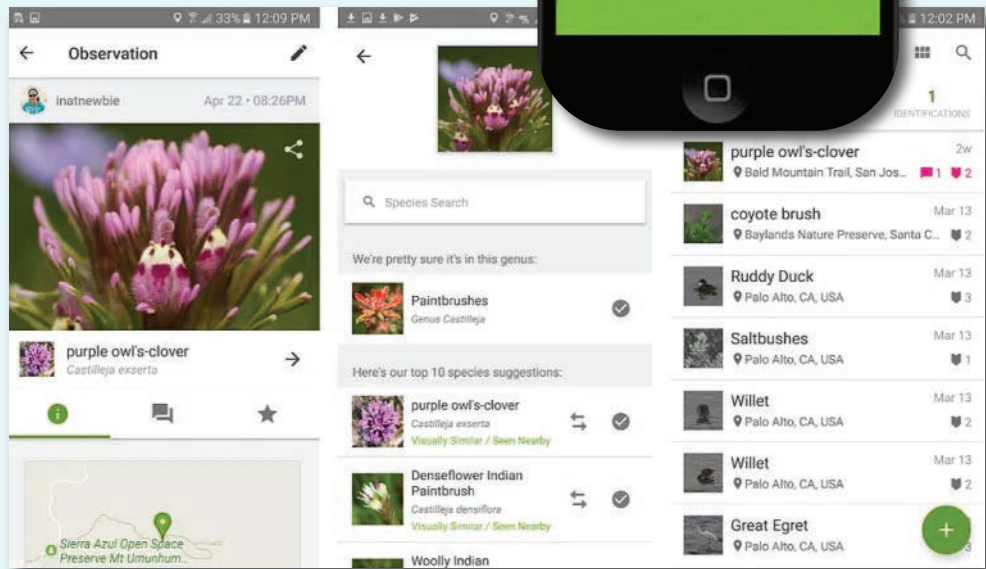 33% 12:09 PM
Observation
inatnewbie Apr 22 • 08:26PM
purple owl's-clover
Castilleja exserta
Sierra Azul Open Space
Preserve Mt Umunhum...
Species Search
We're pretty sure it's in this genus:
Paintbrushes
Genus Castilleja
Here's our top 10 species suggestions:
purple owl's-clover
Castilleja exserta
Visually Similar / Seen Nearby
Denseflower Indian
Paintbrush
Castilleja densiflora
Visually Similar / Seen Nearby
Woolly Indian
12:02 PM
1
IDENTIFICATIONS
purple owl's-clover 2w
Bald Mountain Trail, San Jos... 1 2
coyote brush Mar 13
Baylands Nature Preserve, Santa C... 2
Ruddy Duck Mar 13
Palo Alto, CA, USA 3
Saltbushes Mar 13
Palo Alto, CA, USA 1
Willet Mar 13
Palo Alto, CA, USA 2
Willet Mar 13
Palo Alto, CA, USA 2
Great Egret
Palo Alto, CA, USA 3